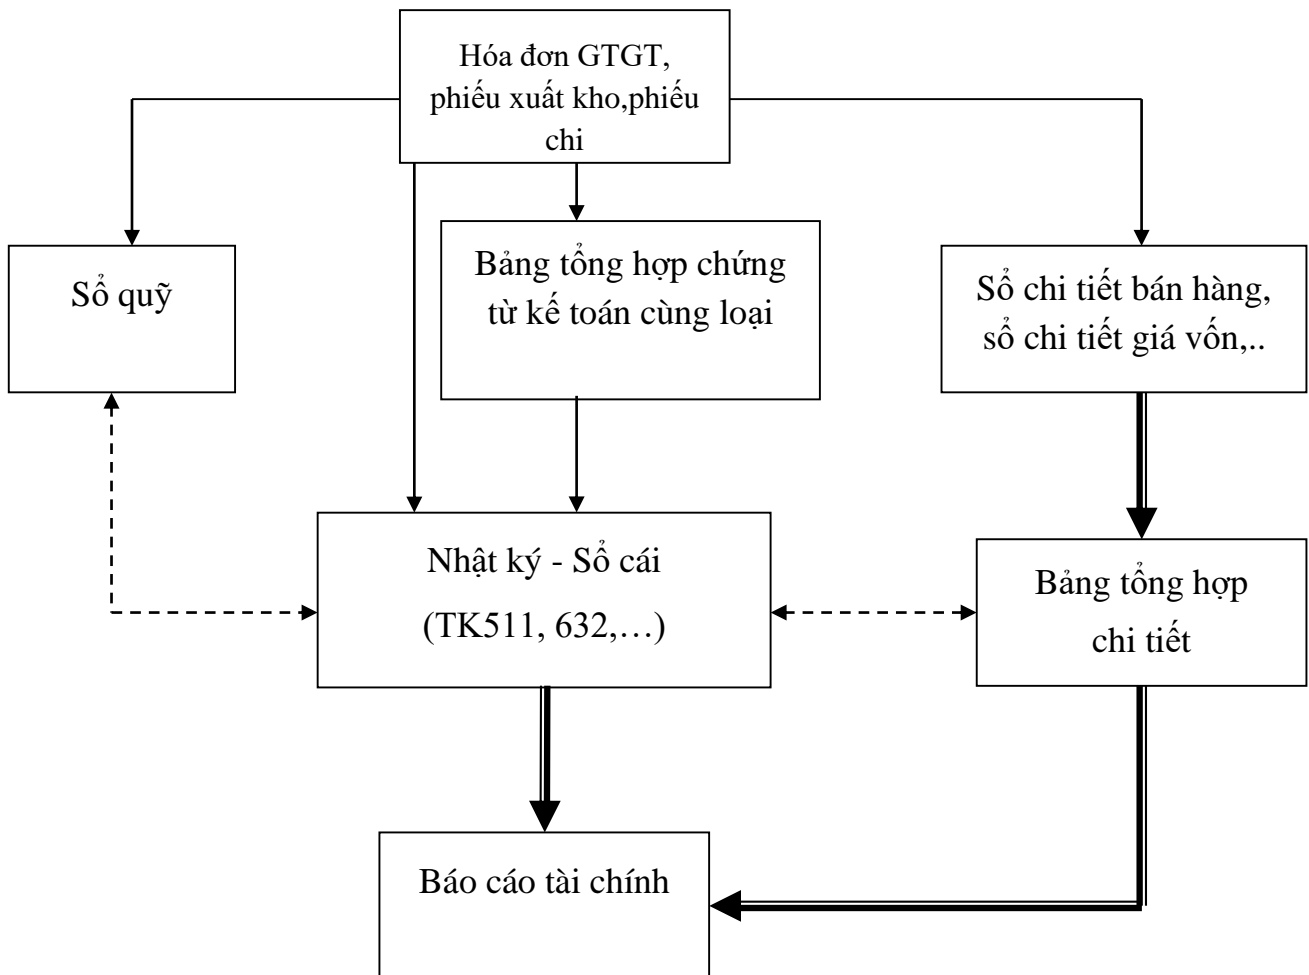 Hóa đơn GTGT,
phiếu xuất kho,phiếu
chi
Sổ quỹ
Bảng tổng hợp chứng
từ kế toán cùng loại
Sổ chi tiết bán hàng,
sổ chi tiết giá vốn,..
Nhật ký - Sổ cái
(TK511, 632,…)
Bảng tổng hợp
chi tiết
Báo cáo tài chính